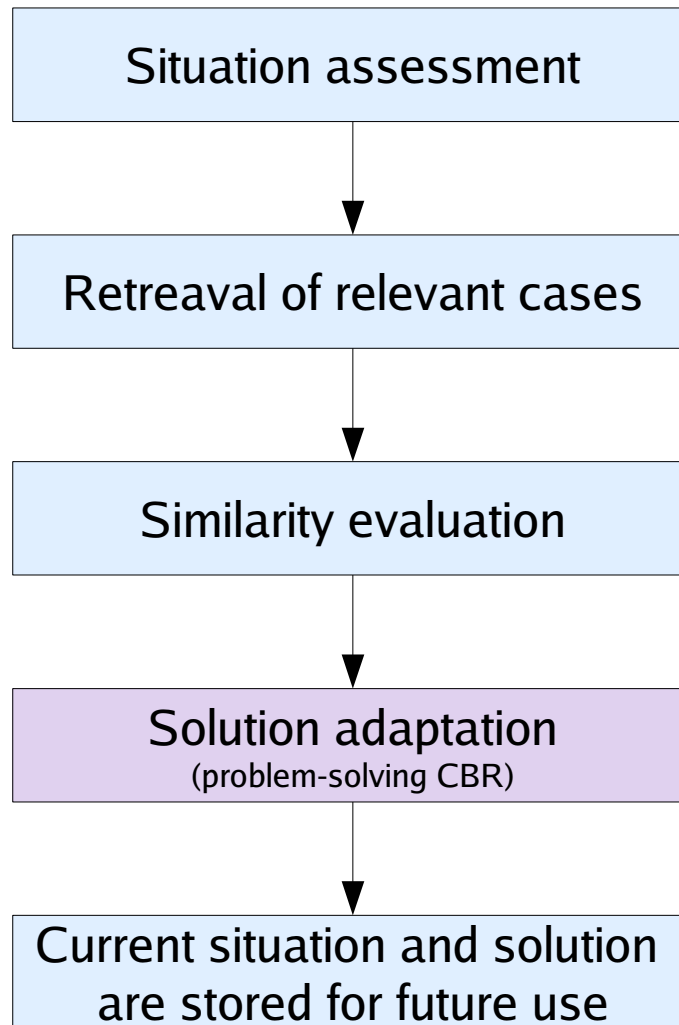 Situation assessment
Retreaval of relevant cases
Similarity evaluation
Solution adaptation
(problem-solving CBR)
Current situation and solution
are stored for future use